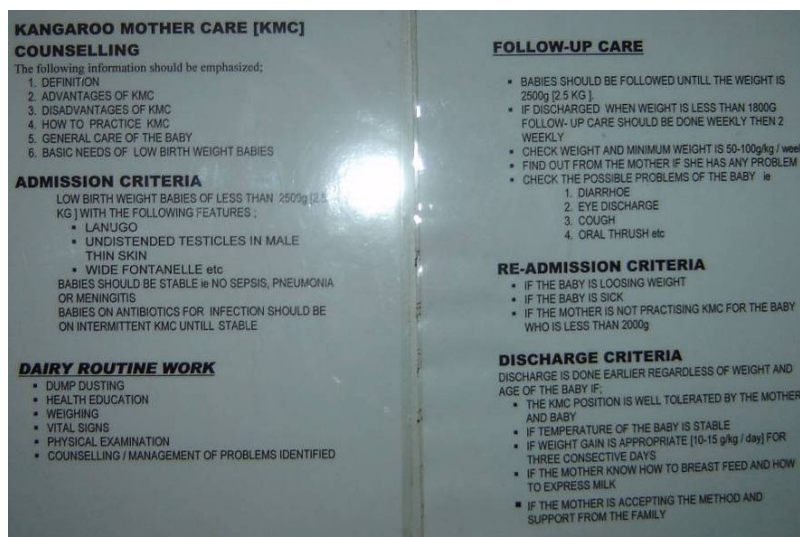 KANGAROO MOTHER CARE [KMC]
COUNSELLING
The following information should be emphasized;
1. DEFINITION
2. ADVANTAGES OF KMC
3. DISADVANTAGES OF KMC
4. HOW TO PRACTICE KMC
5. GENERAL CARE OF THE BABY
6. BASIC NEEDS OF LOW BIRTH WEIGHT BABIES
ADMISSION CRITERIA
LOW BIRTH WEIGHT BABIES OF LESS THAN 2500g [2.5
KG ] WITH THE FOLLOWING FEATURES ;
▪ LANUGO
▪ UNDISTENDED TESTICLES IN MALE
THIN SKIN
▪ WIDE FONTANELLE etc
BABIES SHOULD BE STABLE ie NO SEPSIS, PNEUMONIA
OR MENINGITIS
BABIES ON ANTIBIOTICS FOR INFECTION SHOULD BE
ON INTERMITTENT KMC UNTILL STABLE
DAIRY ROUTINE WORK
▪ DUMP DUSTING
▪ HEALTH EDUCATION
▪ WEIGHING
▪ VITAL SIGNS
▪ PHYSICAL EXAMINATION
▪ COUNSELLING / MANAGEMENT OF PROBLEMS IDENTIFIED
FOLLOW-UP CARE
▪ BABIES SHOULD BE FOLLOWED UNTILL THE WEIGHT IS
2500g [2.5 KG ].
▪ IF DISCHARGED WHEN WEIGHT IS LESS THAN 1800G
FOLLOW- UP CARE SHOULD BE DONE WEEKLY THEN 2
WEEKLY
▪ CHECK WEIGHT AND MINIMUM WEIGHT IS 50-100g/kg / week
▪ FIND OUT FROM THE MOTHER IF SHE HAS ANY PROBLEM
▪ CHECK THE POSSIBLE PROBLEMS OF THE BABY ie
1. DIARRHOE
2. EYE DISCHARGE
3. COUGH
4. ORAL THRUSH etc
RE-ADMISSION CRITERIA
▪ IF THE BABY IS LOOSING WEIGHT
▪ IF THE BABY IS SICK
▪ IF THE MOTHER IS NOT PRACTISING KMC FOR THE BABY
WHO IS LESS THAN 2000g
DISCHARGE CRITERIA
DISCHARGE IS DONE EARLIER REGARDLESS OF WEIGHT AND
AGE OF THE BABY IF;
▪ THE KMC POSITION IS WELL TOLERATED BY THE MOTHER
AND BABY
▪ IF TEMPERATURE OF THE BABY IS STABLE
▪ IF WEIGHT GAIN IS APPROPRIATE [10-15 g/kg / day] FOR
THREE CONSECTIVE DAYS
▪ IF THE MOTHER KNOW HOW TO BREAST FEED AND HOW
TO EXPRESS MILK
▪ IF THE MOTHER IS ACCEPTING THE METHOD AND
SUPPORT FROM THE FAMILY